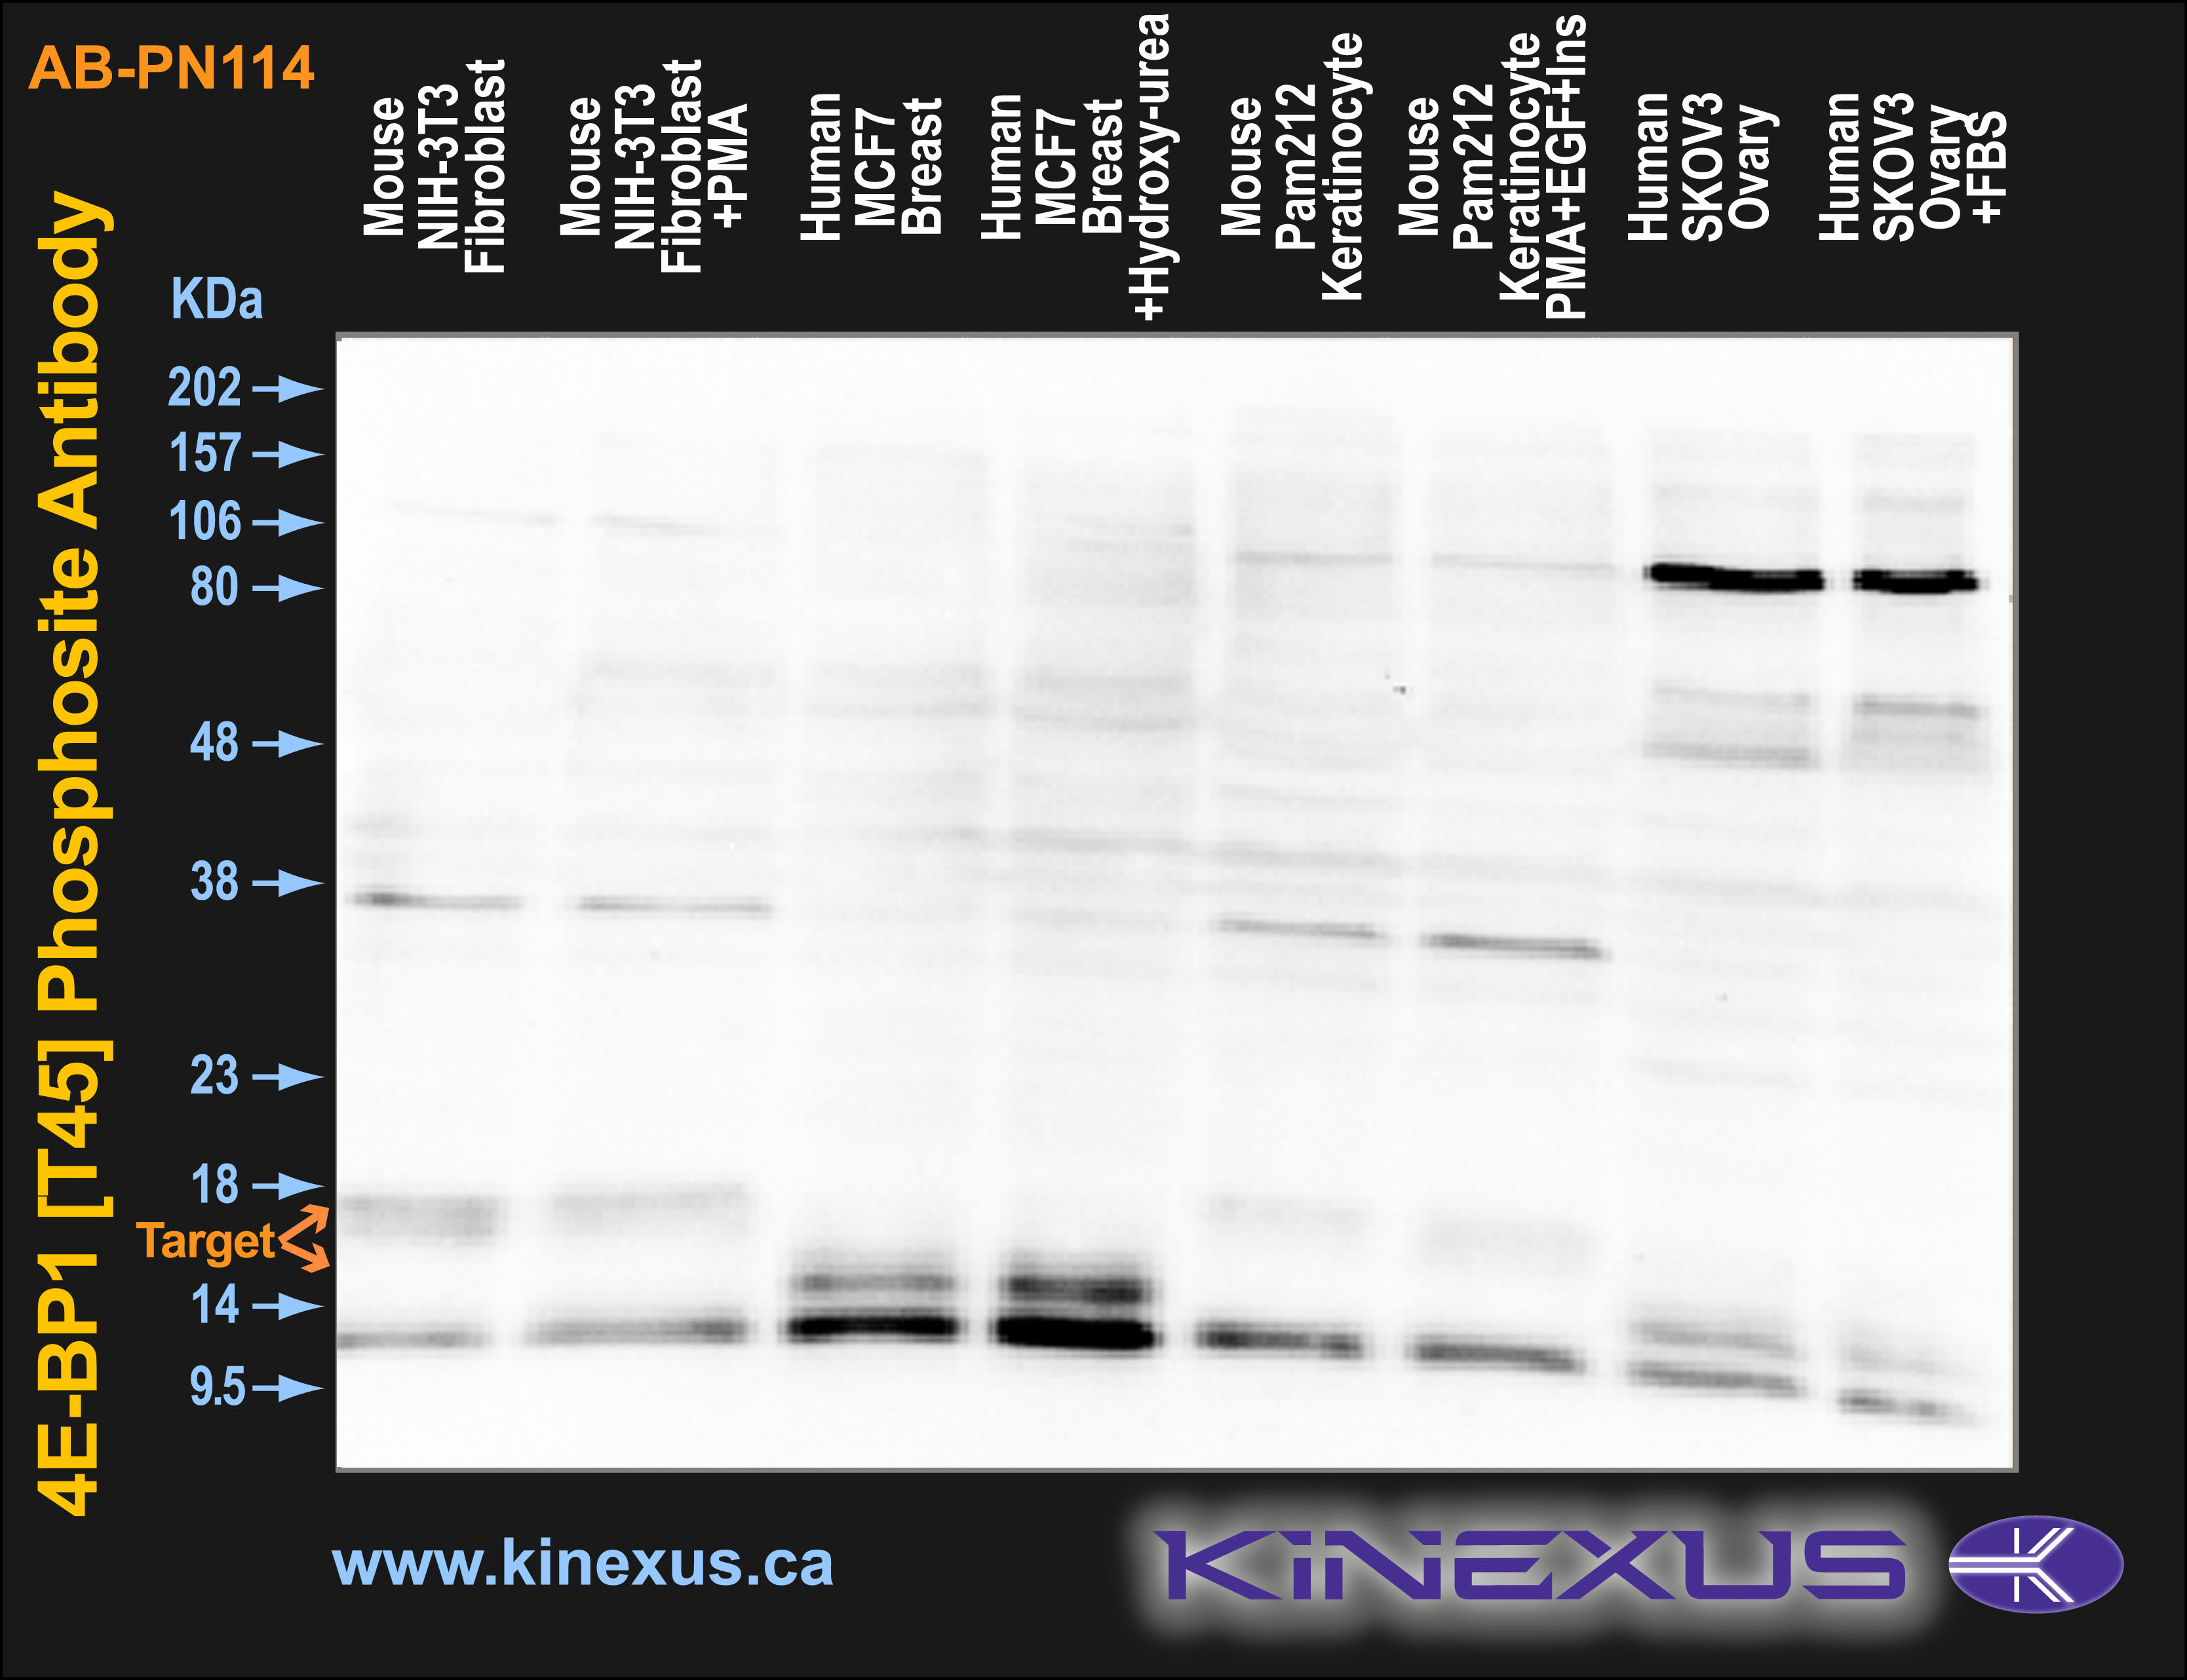 AB-PN114
4E-BP1 [T45] Phosphosite Antibody
Mouse
NIH-3T3
Fibroblast
Mouse
NIH-3T3
Fibroblast
+PMA
Human
MCF7
Breast
Human
MCF7
Breast
+Hydroxy-urea
Mouse
Pam212
Keratinocyte
Mouse
Pam212
Keratinocyte
PMA+EGF+Ins
Human
SKOV3
Ovary
Human
SKOV3
Ovary
+FBS
KDa
202
157
106
80
48
38
23
18
Target
14
9.5
www.kinexus.ca
KINEXUS
K